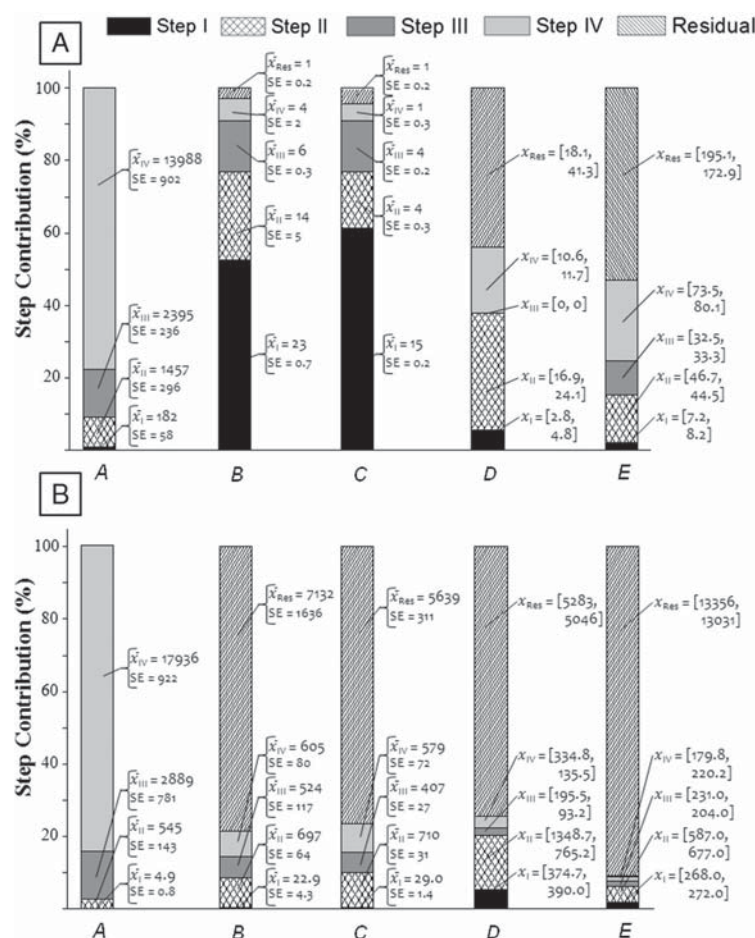 A
Step I Step II Step III Step IV Residual
Step Contribution (%)
100
80
60
40
20
x̄IV = 13988
SE = 902
x̄III = 2395
SE = 236
x̄II = 1457
SE = 296
x̄I = 182
SE = 58
x̄Res = 1
SE = 0.2
x̄IV = 4
SE = 2
x̄III = 6
SE = 0.3
x̄II = 14
SE = 5
x̄I = 23
SE = 0.7
x̄Res = 1
SE = 0.2
x̄IV = 1
SE = 0.3
x̄III = 4
SE = 0.2
x̄II = 4
SE = 0.3
x̄I = 15
SE = 0.2
xRes = [18.1,
41.3]
xIV = [10.6,
11.7]
xIII = [0, 0]
xII = [16.9,
24.1]
xI = [2.8,
4.8]
xRes = [195.1,
172.9]
xIV = [73.5,
80.1]
xIII = [32.5,
33.3]
xII = [46.7,
44.5]
xI = [7.2,
8.2]
A B C D E
B
Step Contribution (%)
100
80
60
40
20
x̄IV = 17936
SE = 922
x̄III = 2889
SE = 781
x̄II = 545
SE = 143
x̄I = 4.9
SE = 0.8
x̄Res = 7132
SE = 1636
x̄IV = 605
SE = 80
x̄III = 524
SE = 117
x̄II = 697
SE = 64
x̄I = 22.9
SE = 4.3
x̄Res = 5639
SE = 311
x̄IV = 579
SE = 72
x̄III = 407
SE = 27
x̄II = 710
SE = 31
x̄I = 29.0
SE = 1.4
xRes = [5283,
5046]
xIV = [334.8,
135.5]
xIII = [195.5,
93.2]
xII = [1348.7,
765.2]
xI = [374.7,
390.0]
xRes = [13356,
13031]
xIV = [179.8,
220.2]
xIII = [231.0,
204.0]
xII = [587.0,
677.0]
xI = [268.0,
272.0]
A B C D E